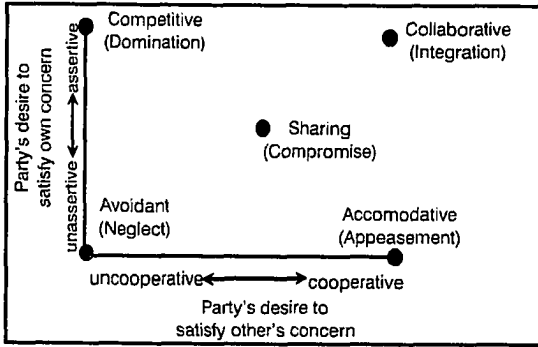 Competitive
(Domination)
Collaborative
(Integration)
Party's desire to
satisfy own concern
unassertive
assertive
Sharing
(Compromise)
Avoidant
(Neglect)
Accomodative
(Appeasement)
uncooperative
cooperative
Party's desire to
satisfy other's concern